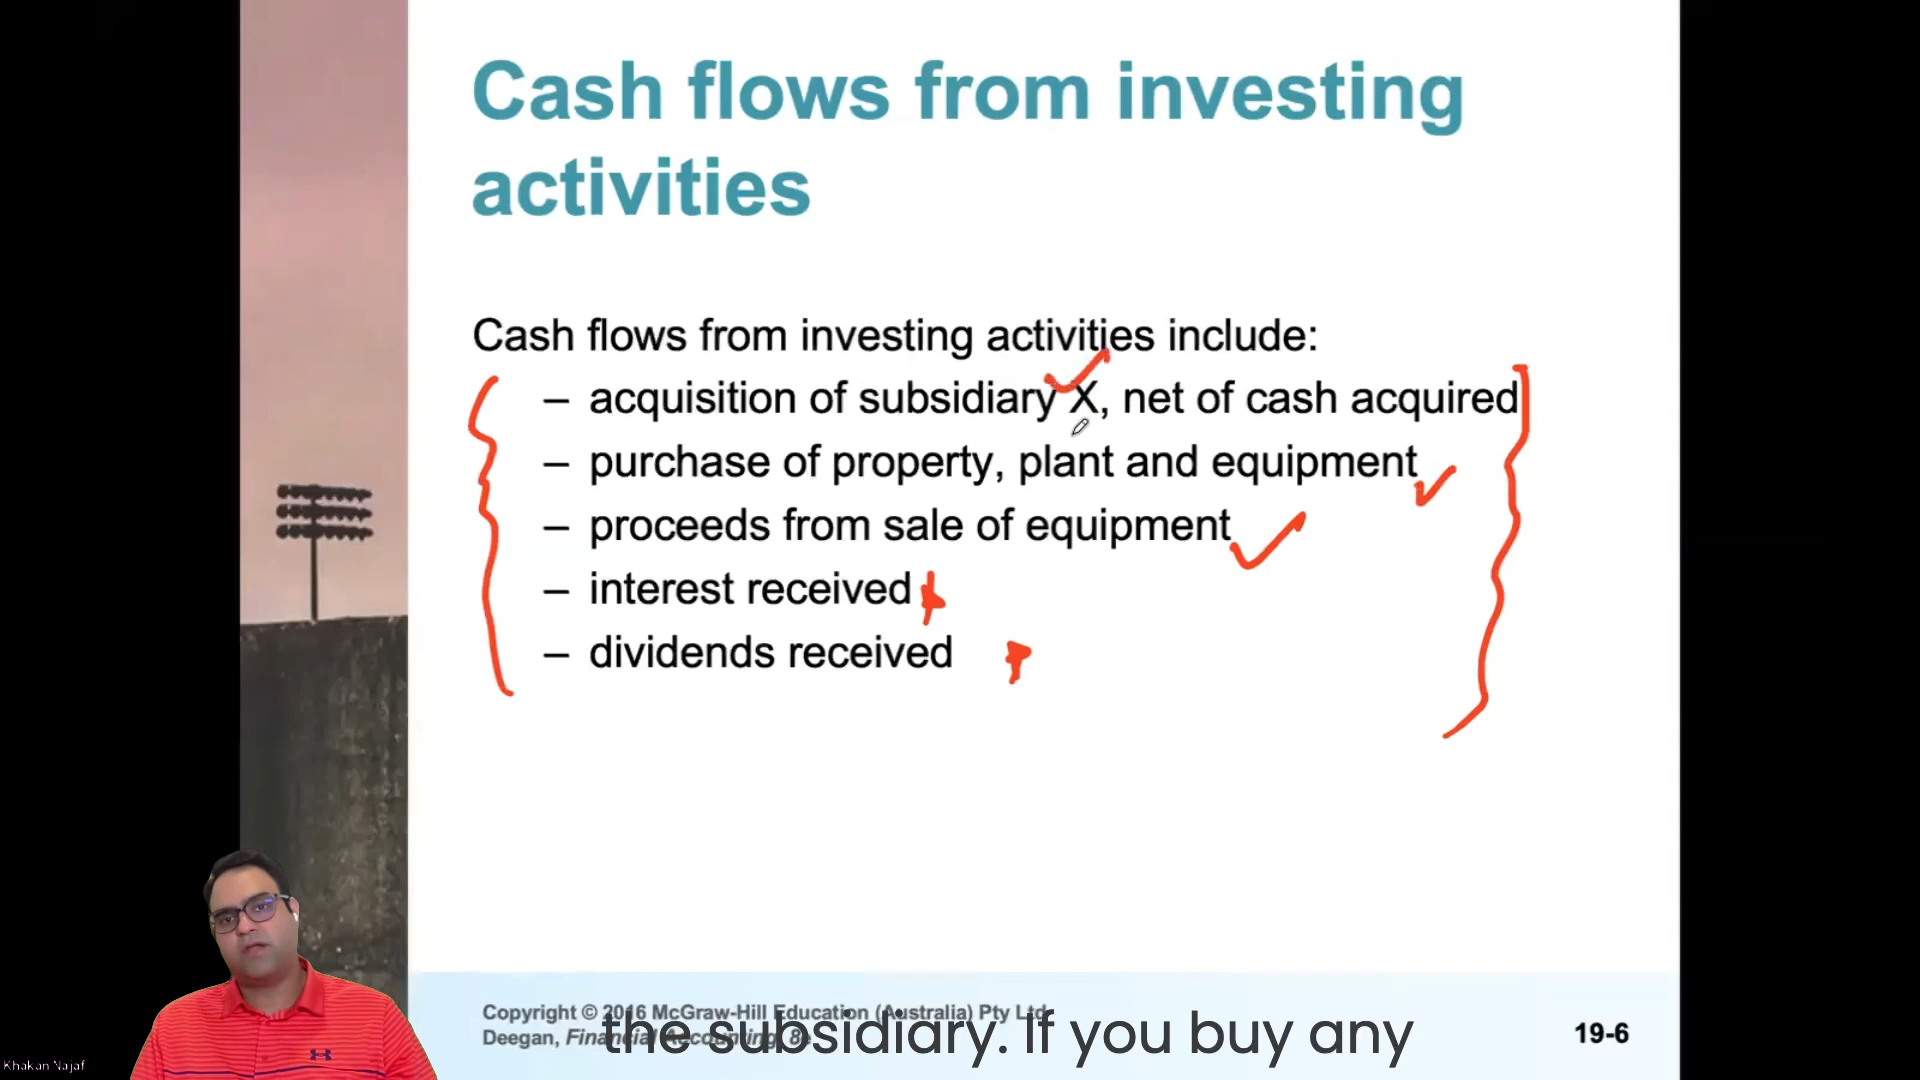 Cash flows from investing
activities
Cash flows from investing activities include:
– acquisition of subsidiary X, net of cash acquired
– purchase of property, plant and equipment
– proceeds from sale of equipment
– interest received
– dividends received
Copyright © 2016 McGraw-Hill Education (Australia) Pty Ltd
Deegan, Financial Accounting, 8e
the subsidiary. If you buy any
19-6
Khakan Najaf